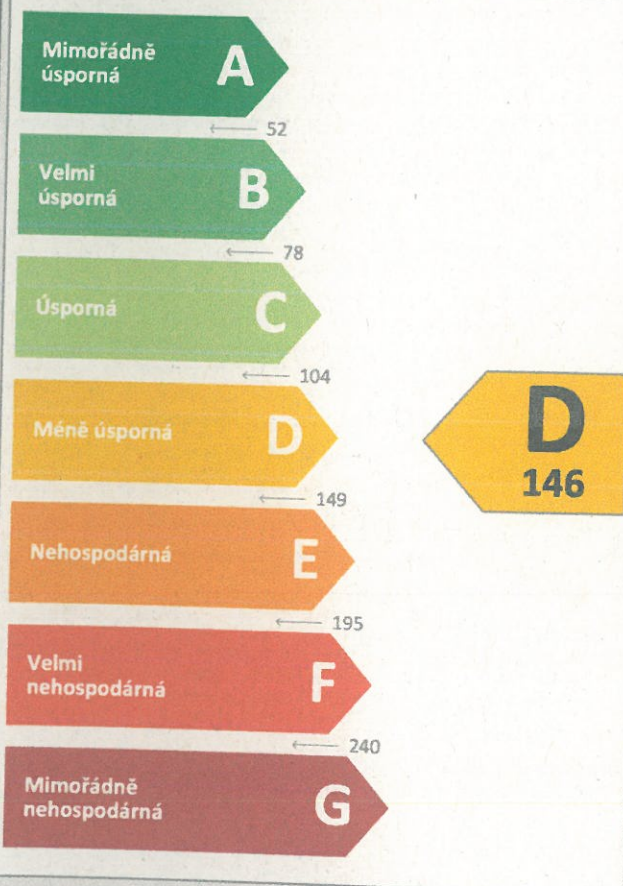 Mimořádně
úsporná
A
52
Velmi
úsporná
B
78
Úsporná
C
104
Méně úsporná
D
149
D
146
Nehospodárná
E
195
Velmi
nehospodárná
F
240
Mimořádně
nehospodárná
G